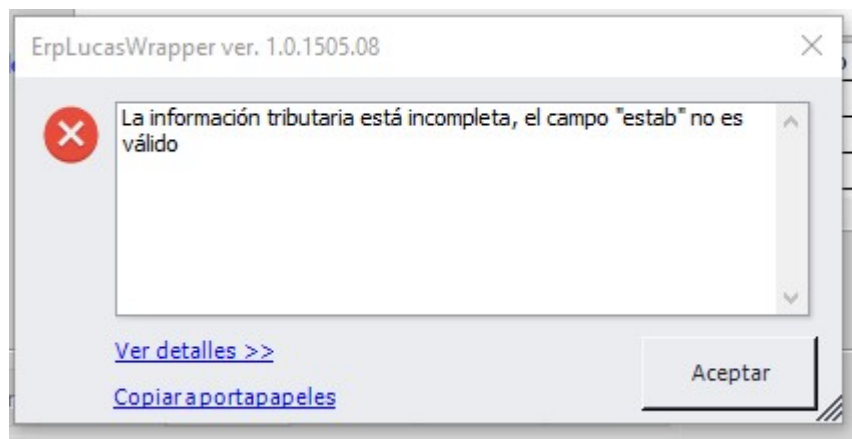 ErpLucasWrapper ver. 1.0.1505.08
La información tributaria está incompleta, el campo "estab" no es
válido
Ver detalles >>
Copiar a portapapeles
Aceptar